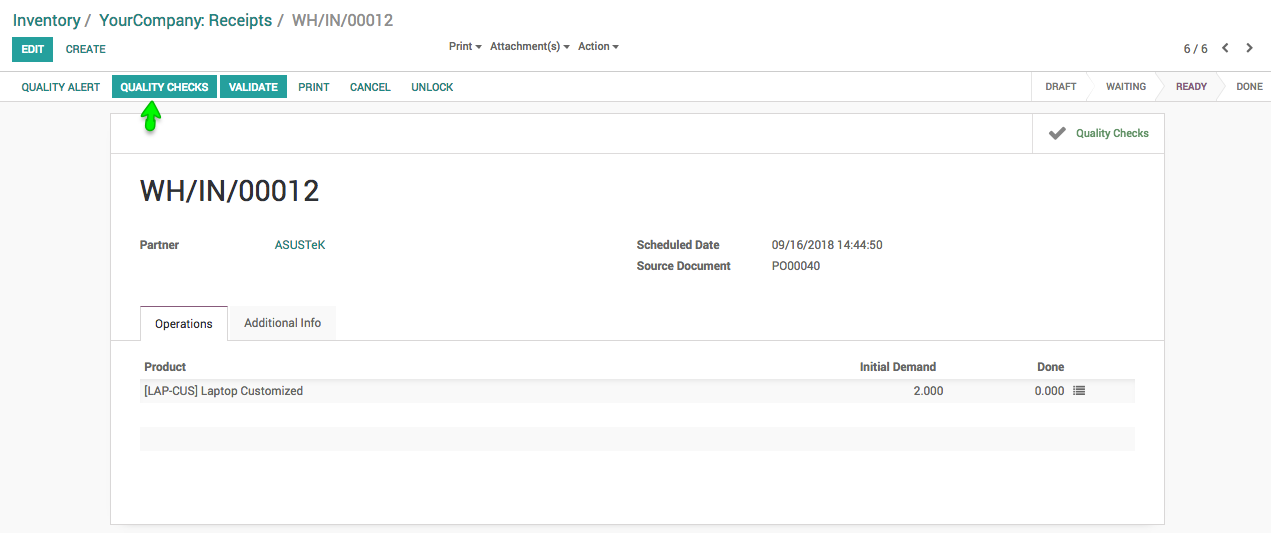 Inventory / YourCompany: Receipts / WH/IN/00012
EDIT CREATE Print Attachment(s) Action 6 / 6
QUALITY ALERT QUALITY CHECKS VALIDATE PRINT CANCEL UNLOCK DRAFT WAITING READY DONE
Quality Checks
WH/IN/00012
Partner ASUSTeK Scheduled Date 09/16/2018 14:44:50
Source Document PO00040
Operations Additional Info
Product Initial Demand Done
[LAP-CUS] Laptop Customized 2.000 0.000